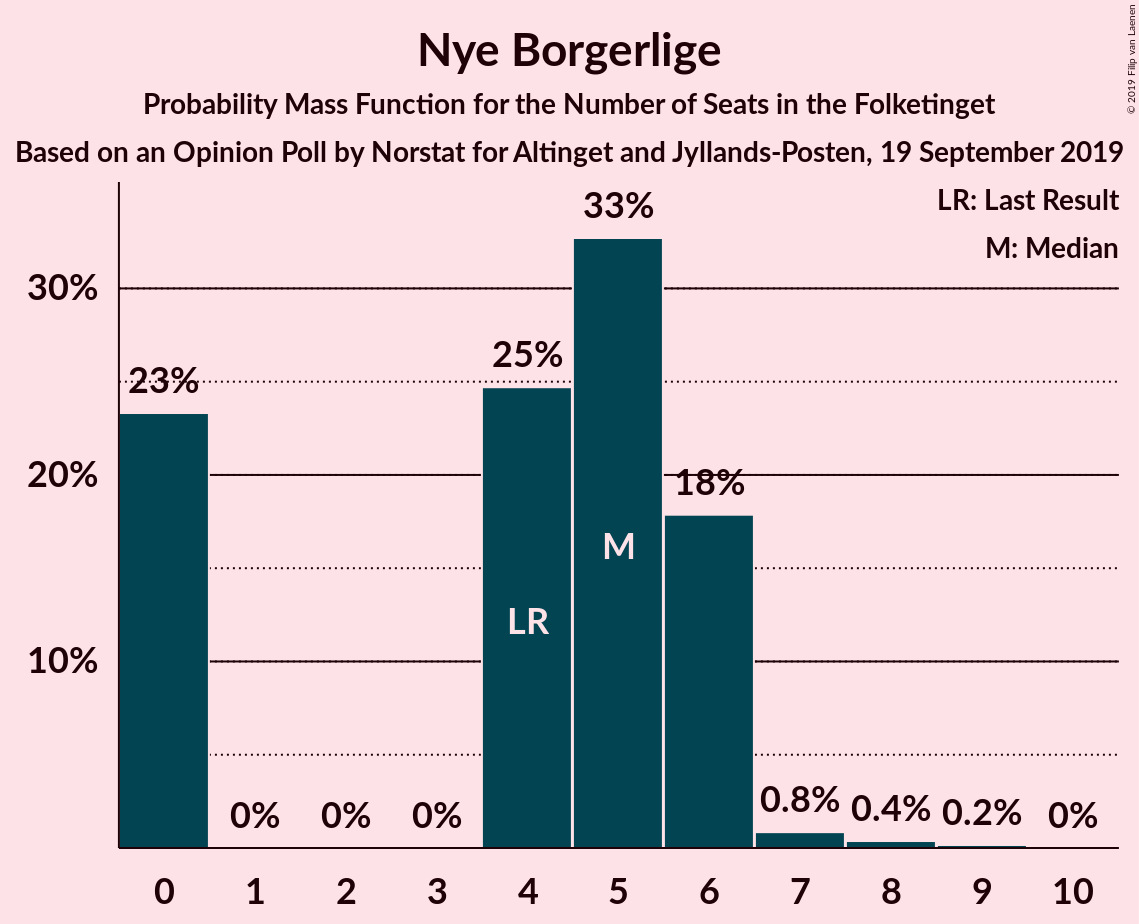 Nye Borgerlige
Probability Mass Function for the Number of Seats in the Folketinget
Based on an Opinion Poll by Norstat for Altinget and Jyllands-Posten, 19 September 2019
© 2019 Filip van Laenen
LR: Last Result
M: Median
30%
20%
10%
23%
0%
0%
0%
25%
33%
18%
0.8%
0.4%
0.2%
0%
LR
M
0 1 2 3 4 5 6 7 8 9 10